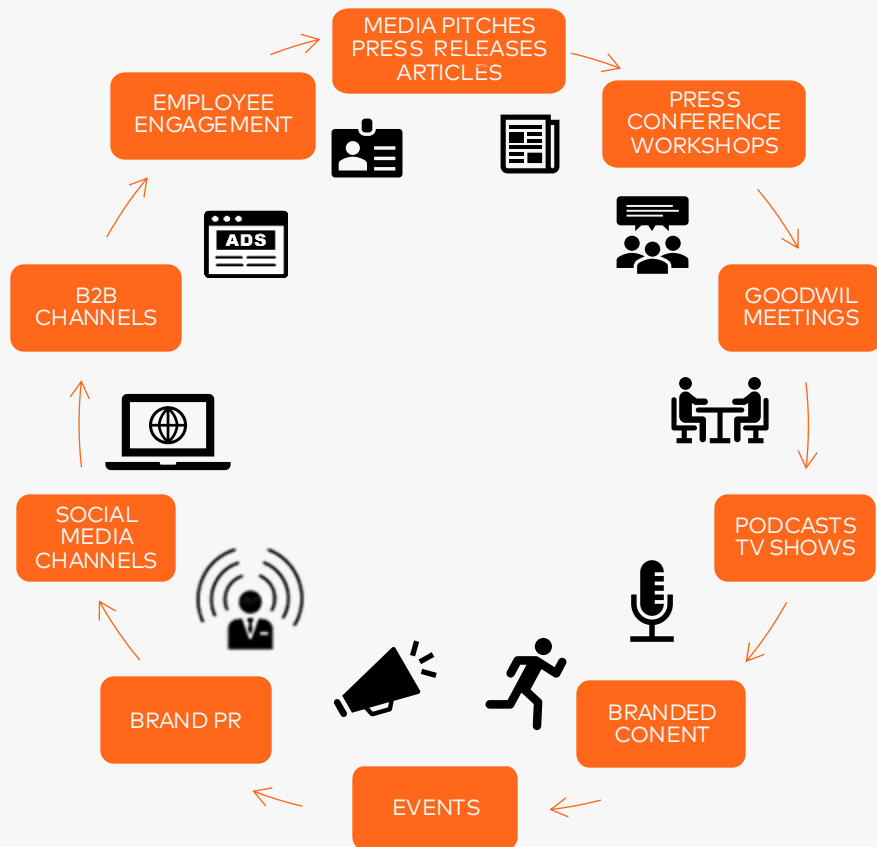 MEDIA PITCHES
PRESS RELEASES
ARTICLES
PRESS
CONFERENCE
WORKSHOPS
GOODWIL
MEETINGS
PODCASTS
TV SHOWS
BRANDED
CONENT
EVENTS
BRAND PR
SOCIAL
MEDIA
CHANNELS
B2B
CHANNELS
EMPLOYEE
ENGAGEMENT
ADS